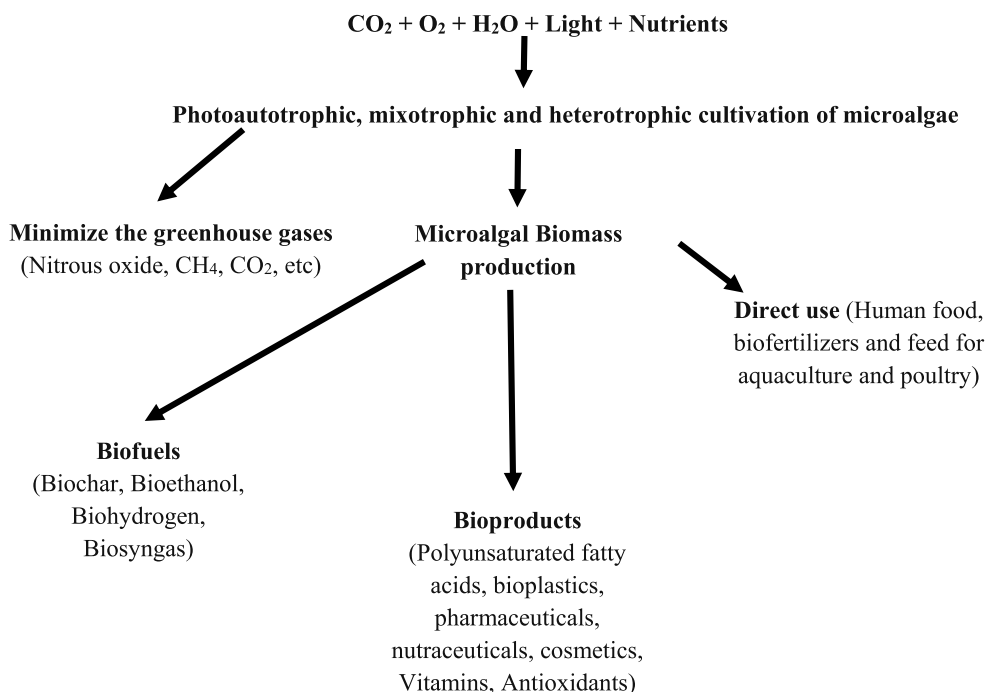 CO₂ + O₂ + H₂O + Light + Nutrients
Photoautotrophic, mixotrophic and heterotrophic cultivation of microalgae
Minimize the greenhouse gases
(Nitrous oxide, CH₄, CO₂, etc)
Microalgal Biomass
production
Direct use (Human food,
biofertilizers and feed for
aquaculture and poultry)
Biofuels
(Biochar, Bioethanol,
Biohydrogen,
Biosyngas)
Bioproducts
(Polyunsaturated fatty
acids, bioplastics,
pharmaceuticals,
nutraceuticals, cosmetics,
Vitamins, Antioxidants)